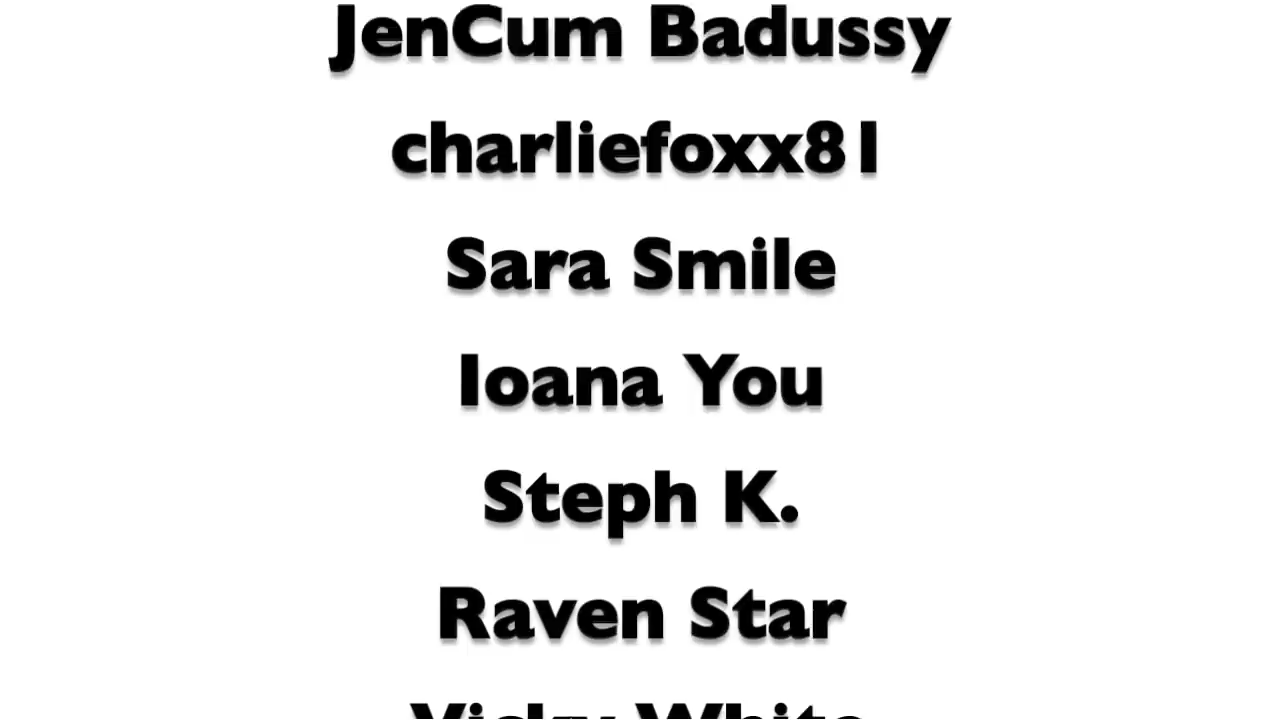 JenCum Badussy
charliefoxx81
Sara Smile
Ioana You
Steph K.
Raven Star
Vicky White